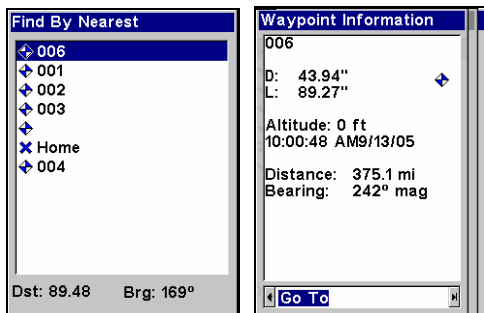 Find By Nearest
006
001
002
003
Home
004
Dst: 89.48 Brg: 169º
Waypoint Information
006
D: 43.94"
L: 89.27"
Altitude: 0 ft
10:00:48 AM9/13/05
Distance: 375.1 mi
Bearing: 242º mag
Go To